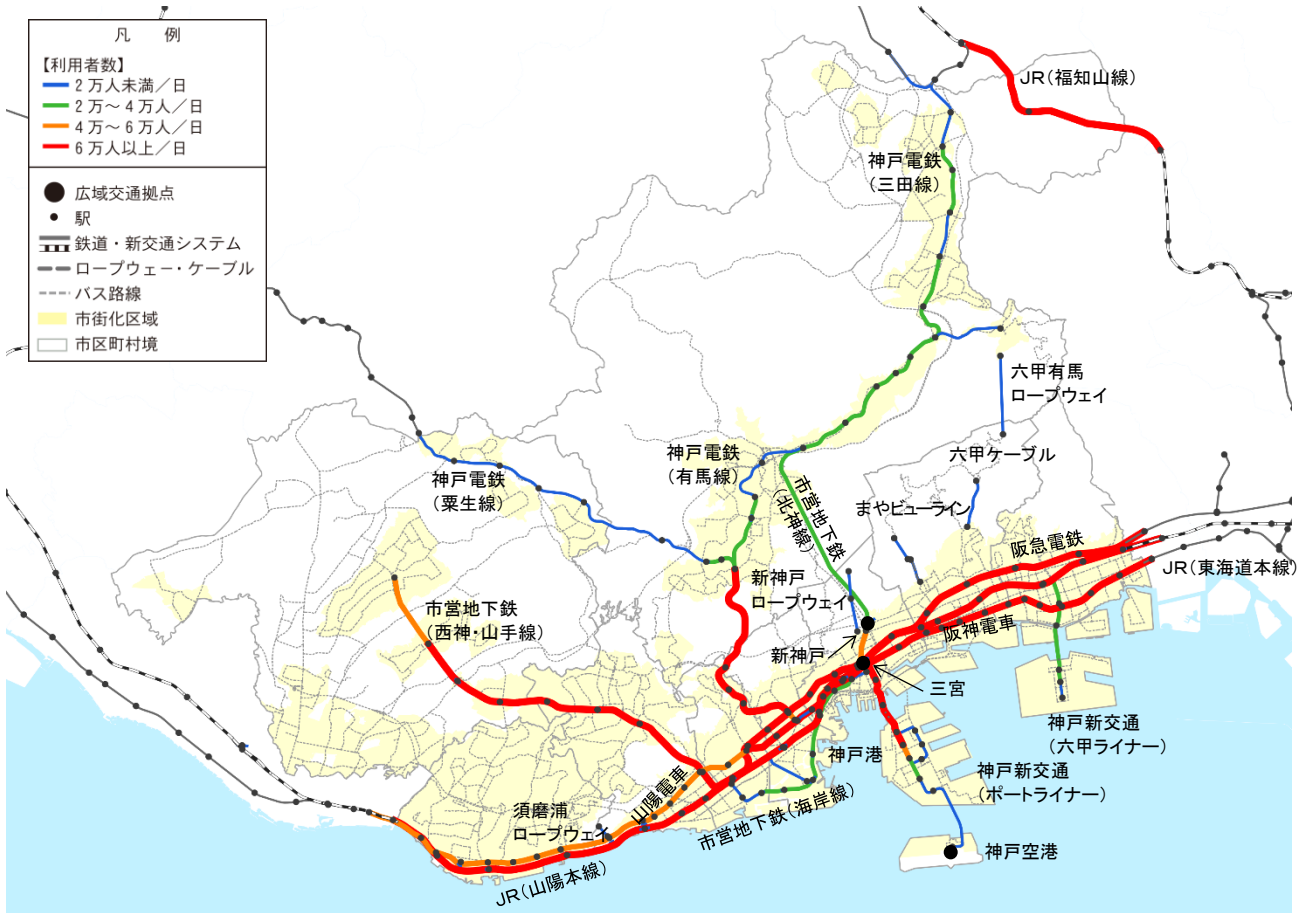 凡　例
【利用者数】
2 万人未満／日
2 万～ 4 万人／日
4 万～ 6 万人／日
6 万人以上／日
広域交通拠点
駅
鉄道・新交通システム
ロープウェー・ケーブル
バス路線
市街化区域
市区町村境
JR（福知山線）
神戸電鉄
（三田線）
六甲有馬
ロープウェイ
神戸電鉄
（有馬線）
六甲ケーブル
神戸電鉄
（粟生線）
市営地下鉄
（北神線）
まやビューライン
阪急電鉄
JR（東海道本線）
新神戸
ロープウェイ
市営地下鉄
（西神・山手線）
阪神電車
新神戸
三宮
神戸新交通
（六甲ライナー）
神戸港
山陽電車
神戸新交通
（ポートライナー）
須磨浦
ロープウェイ
市営地下鉄（海岸線）
神戸空港
JR（山陽本線）